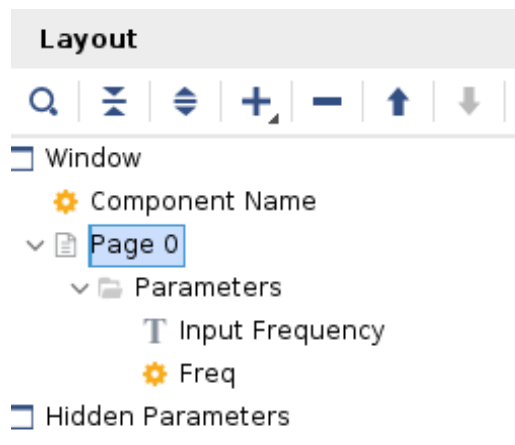 Layout
Window
Component Name
Page 0
Parameters
T Input Frequency
Freq
Hidden Parameters